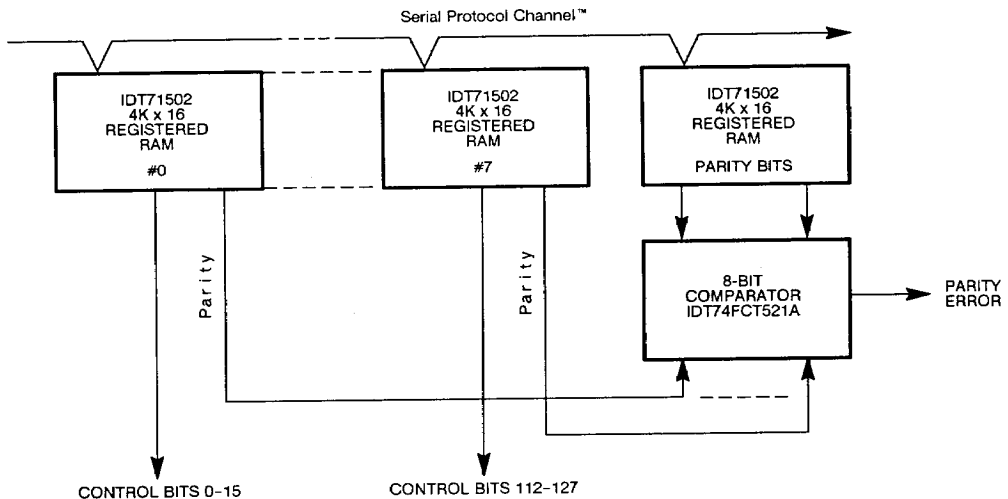 Serial Protocol Channel™
IDT71502
4K x 16
REGISTERED
RAM
#0
IDT71502
4K x 16
REGISTERED
RAM
#7
IDT71502
4K x 16
REGISTERED
RAM
PARITY BITS
Parity
Parity
8-BIT
COMPARATOR
IDT74FCT521A
PARITY
ERROR
CONTROL BITS 0-15
CONTROL BITS 112-127